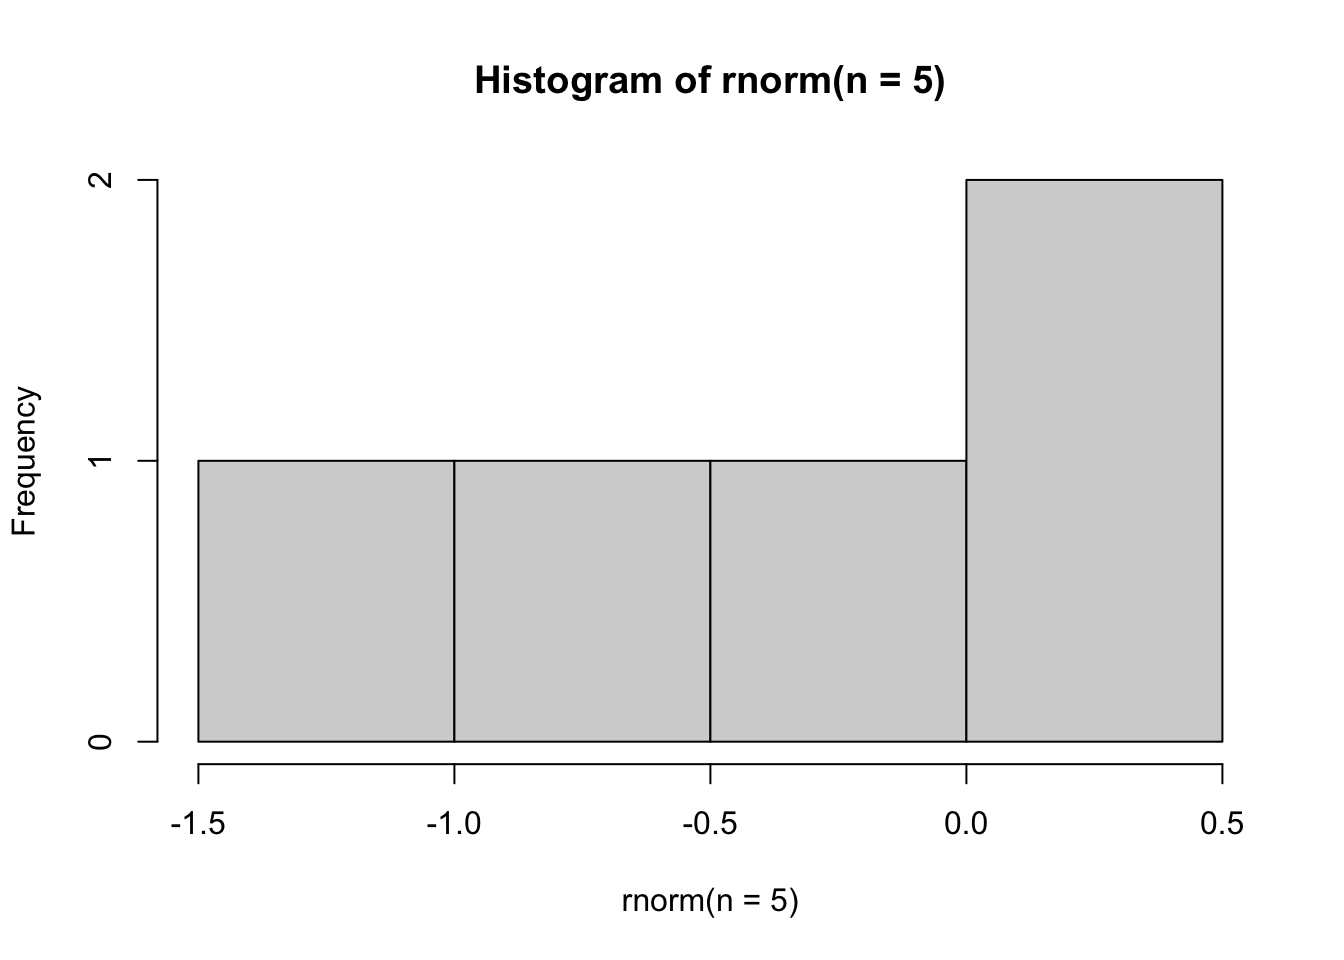 Histogram of rnorm(n = 5)
Frequency
2
1
0
-1.5 -1.0 -0.5 0.0 0.5
rnorm(n = 5)